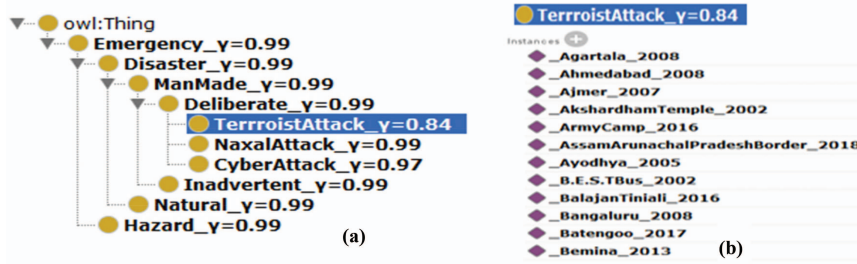 owl:Thing
Emergency_γ=0.99
Disaster_γ=0.99
ManMade_γ=0.99
Deliberate_γ=0.99
TerrroistAttack_γ=0.84
NaxalAttack_γ=0.99
CyberAttack_γ=0.97
Inadvertent_γ=0.99
Natural_γ=0.99
Hazard_γ=0.99
(a)
TerrroistAttack_γ=0.84
Instances
_Agartala_2008
_Ahmedabad_2008
_Ajmer_2007
_AkshardhamTemple_2002
_ArmyCamp_2016
_AssamArunachalPradeshBorder_2018
_Ayodhya_2005
_B.E.STBus_2002
_BalajanTiniali_2016
_Bangaluru_2008
_Batengoo_2017
_Bemina_2013
(b)